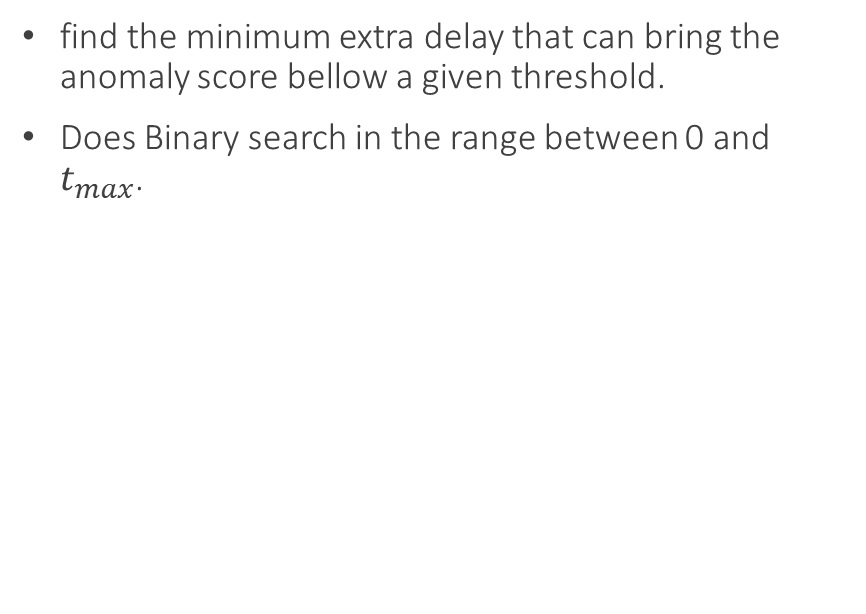 • find the minimum extra delay that can bring the
anomaly score bellow a given threshold.
• Does Binary search in the range between 0 and
t_max.